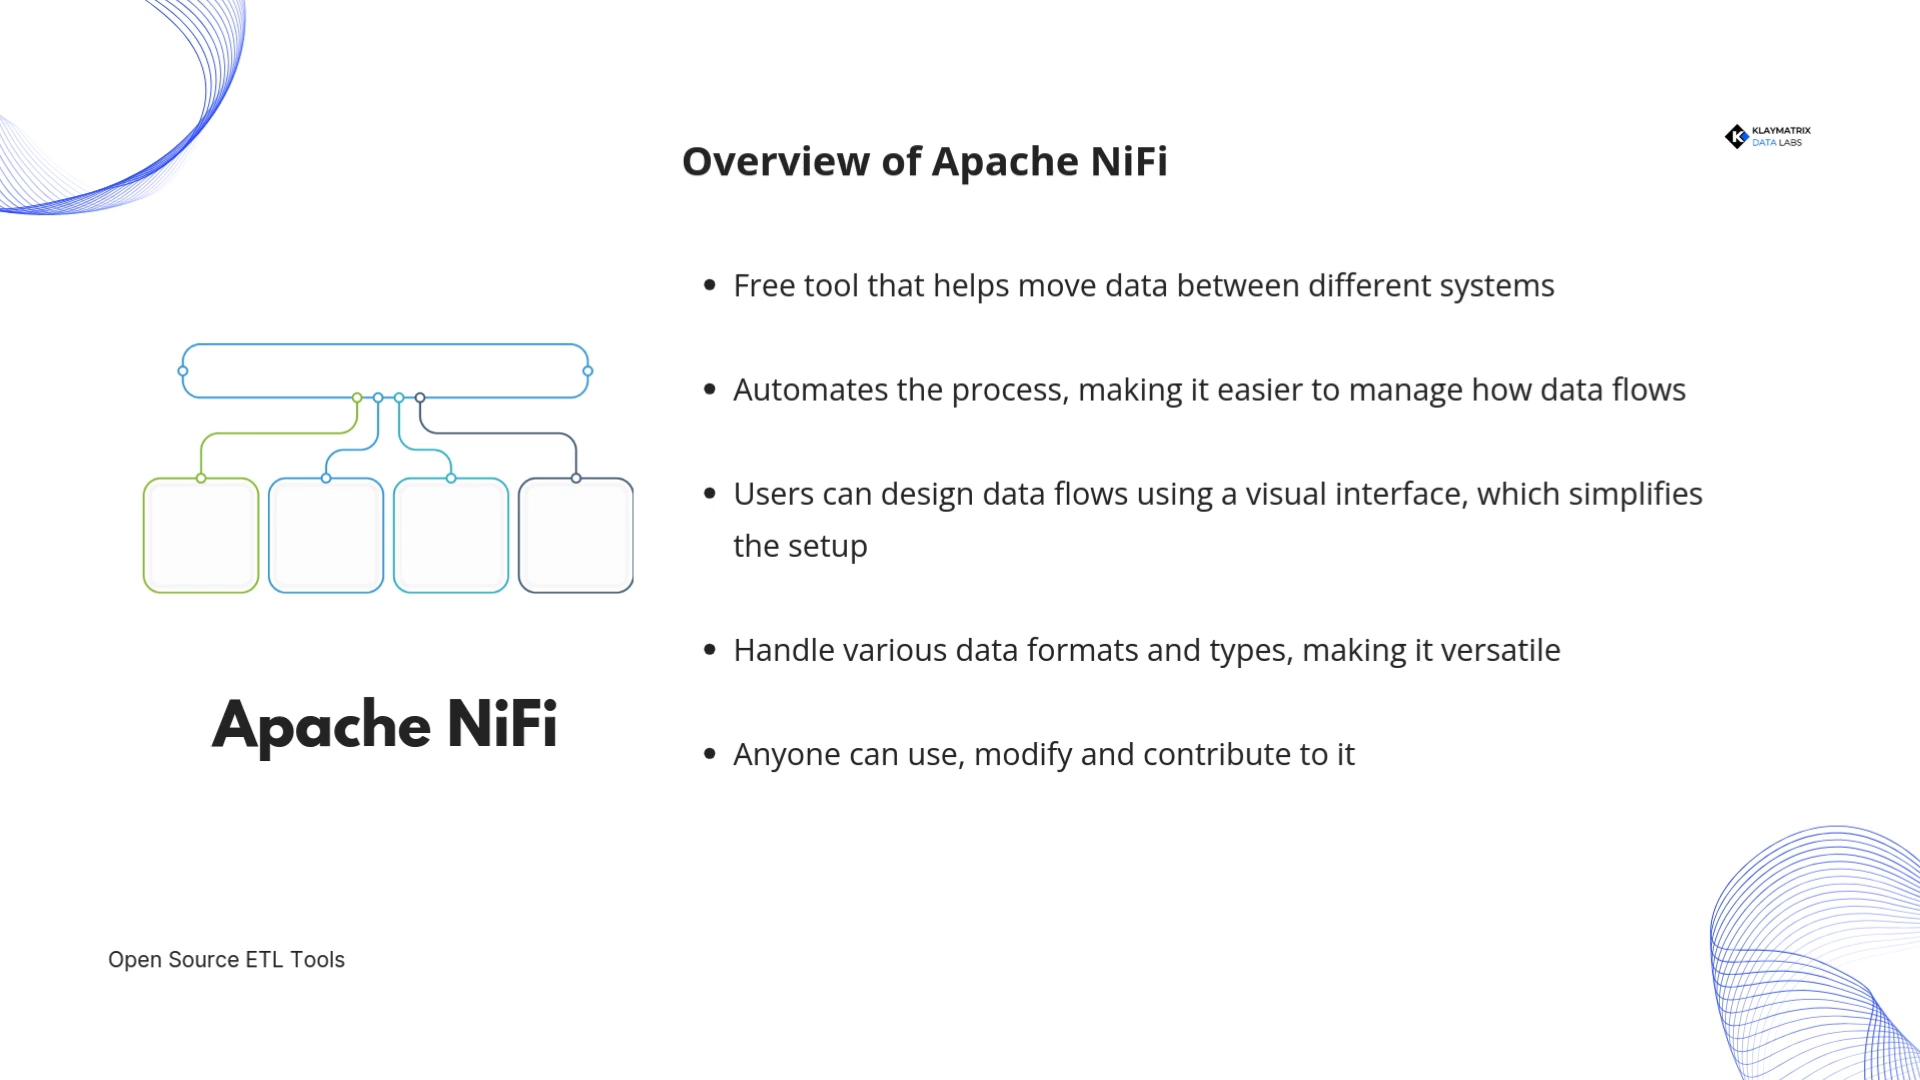 Overview of Apache NiFi
KLAYMATRIX
DATA LABS
• Free tool that helps move data between different systems
• Automates the process, making it easier to manage how data flows
• Users can design data flows using a visual interface, which simplifies
the setup
• Handle various data formats and types, making it versatile
• Anyone can use, modify and contribute to it
Apache NiFi
Open Source ETL Tools